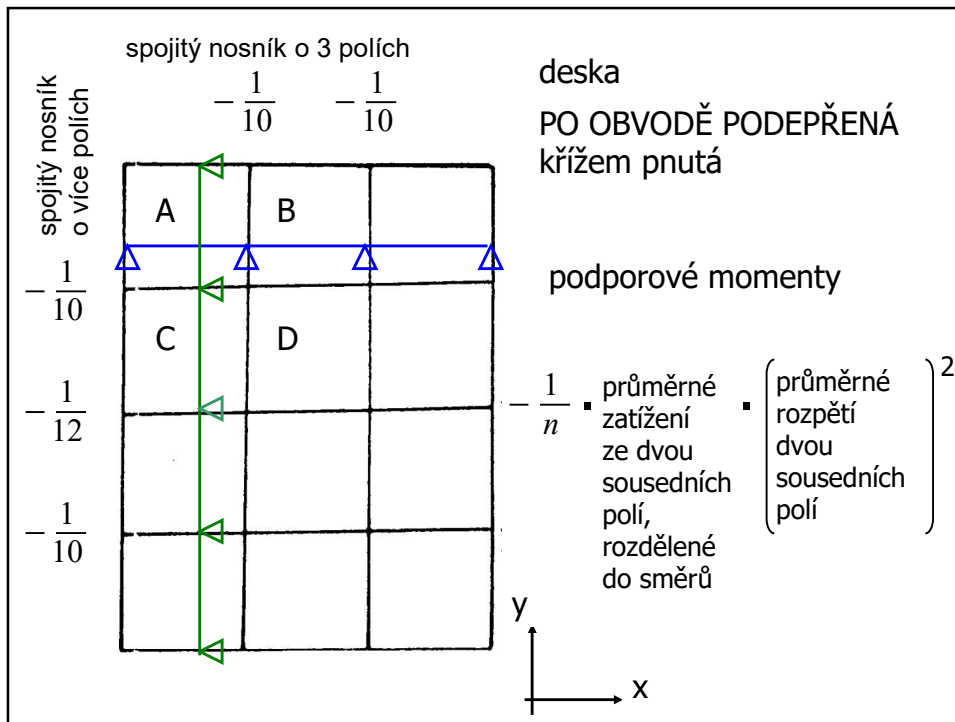 spojitý nosník o 3 polích
− 1/10
− 1/10
spojitý nosník
o více polích
A
B
C
D
− 1/10
− 1/12
− 1/10
deska
PO OBVODĚ PODEPŘENÁ
křížem pnutá
podporové momenty
− 1/n ▪ průměrné zatížení ze dvou sousedních polí, rozdělené do směrů ▪ (průměrné rozpětí dvou sousedních polí)²
y
x